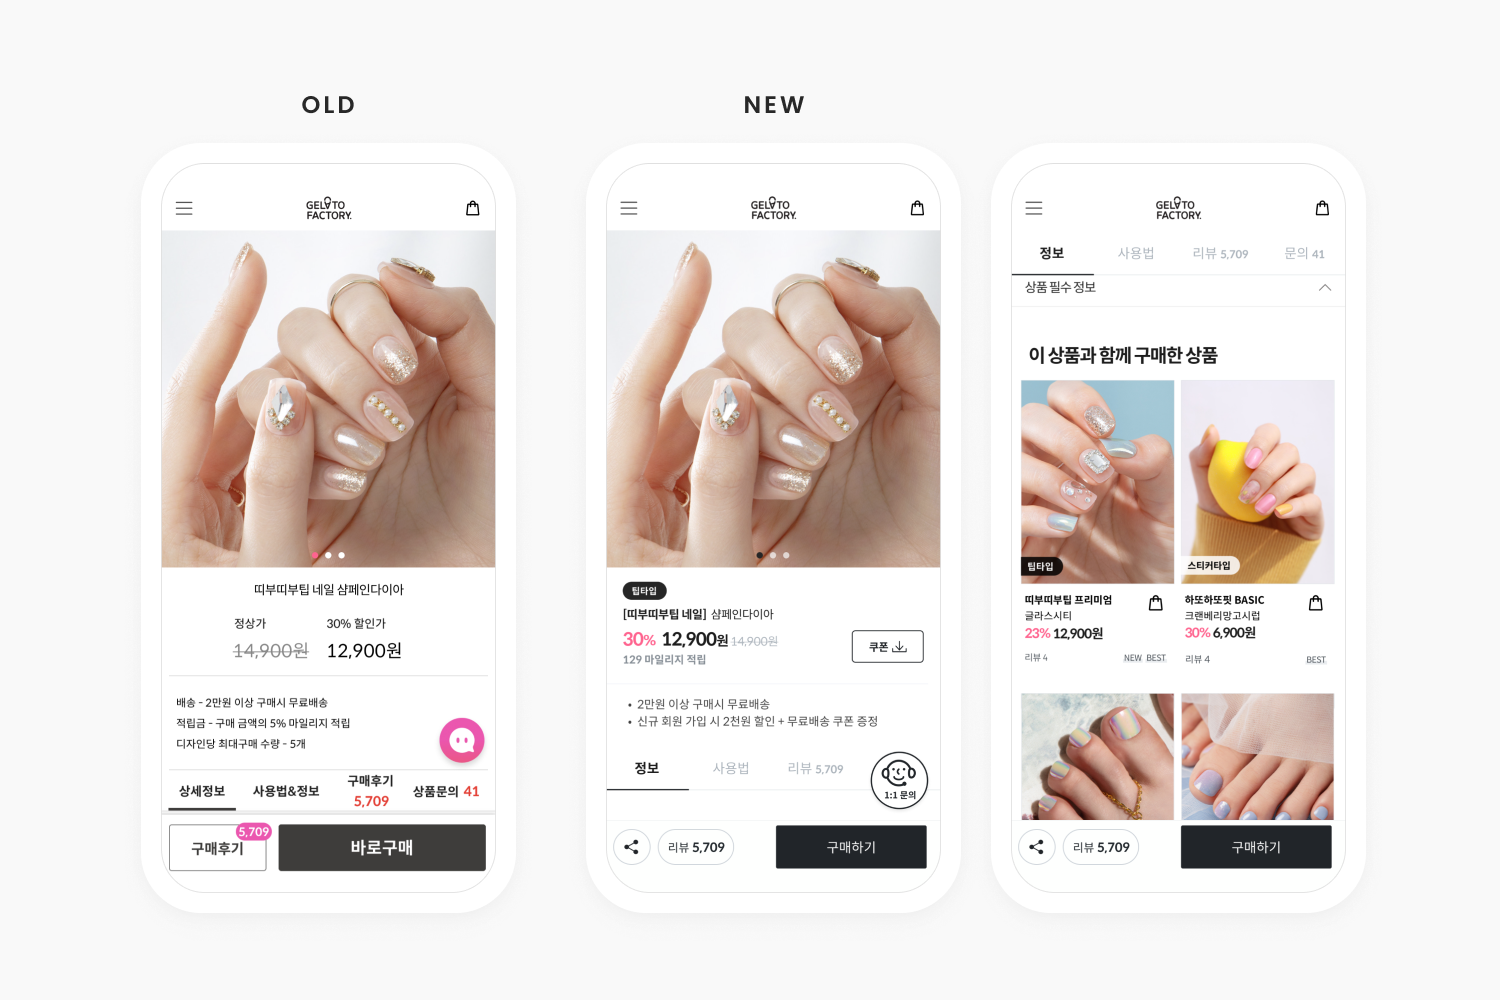 OLD
GELATO
FACTORY.
띠부띠부팁 네일 샴페인다이아
정상가
30% 할인가
14,900원
12,900원
배송 - 2만원 이상 구매시 무료배송
적립금 - 구매 금액의 5% 마일리지 적립
디자인당 최대구매 수량 - 5개
상세정보
사용법&정보
구매후기
5,709
상품문의 41
5,709
구매후기
바로구매
NEW
GELATO
FACTORY.
팁타입
[띠부띠부팁 네일] 샴페인다이아
30% 12,900원 14,900원
129 마일리지 적립
쿠폰
• 2만원 이상 구매시 무료배송
• 신규 회원 가입 시 2천원 할인 + 무료배송 쿠폰 증정
정보
사용법
리뷰 5,709
1:1 문의
리뷰 5,709
구매하기
GELATO
FACTORY.
정보
사용법
리뷰 5,709
문의 41
상품 필수 정보
이 상품과 함께 구매한 상품
팁타입
띠부띠부팁 프리미엄
글라스시티
23% 12,900원
리뷰 4
NEW BEST
스티커타입
하또하또핏 BASIC
크랜베리망고시럽
30% 6,900원
리뷰 4
BEST
리뷰 5,709
구매하기